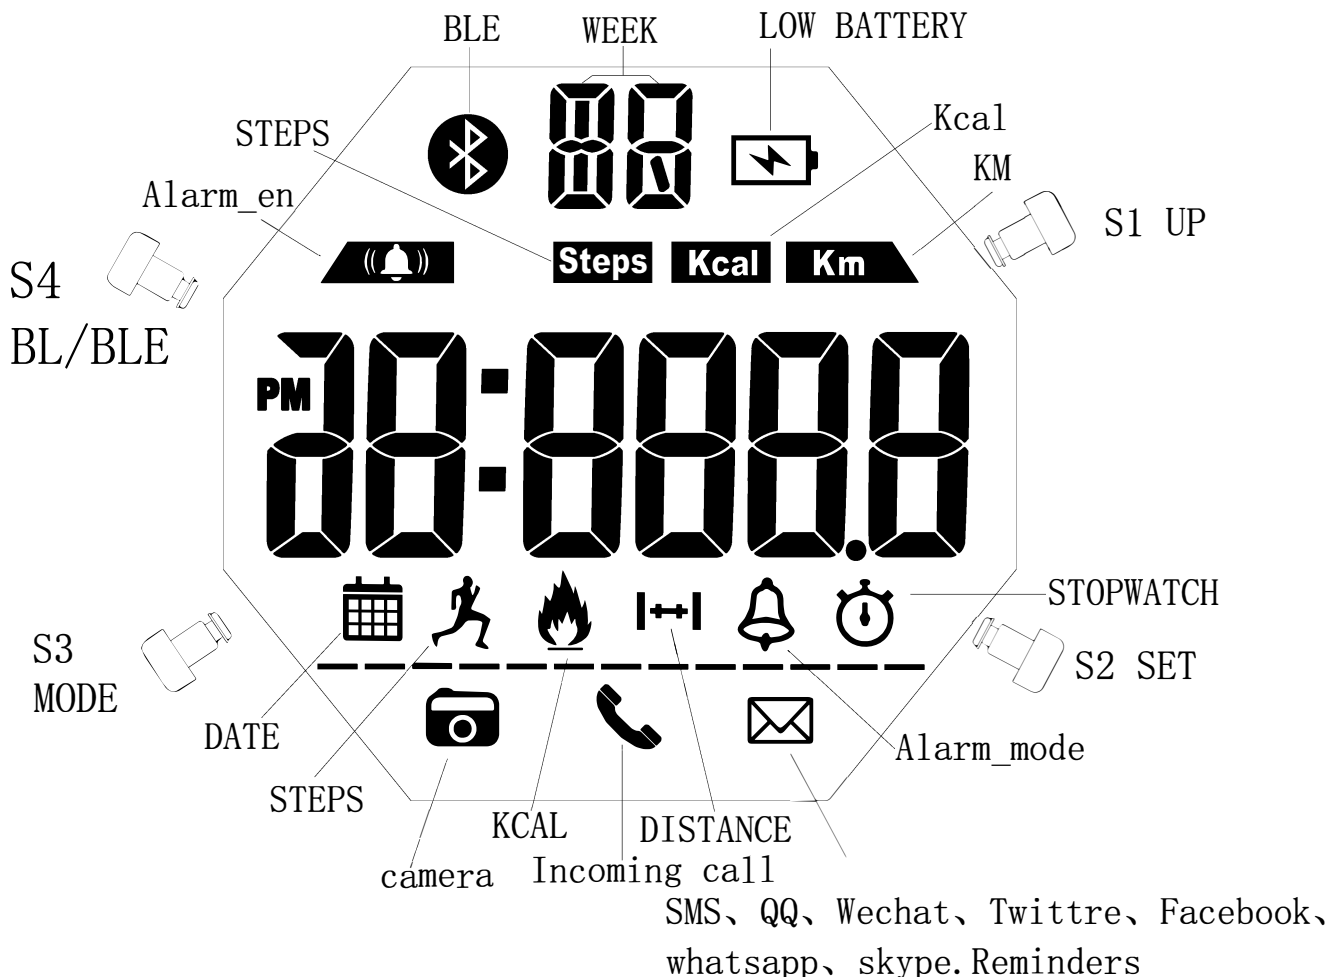 BLE
WEEK
LOW BATTERY
STEPS
Kcal
Alarm_en
KM
S1 UP
S4
BL/BLE
Steps
Kcal
Km
PM
STOPWATCH
S3
MODE
S2 SET
DATE
Alarm_mode
STEPS
KCAL
DISTANCE
camera
Incoming call
SMS、QQ、Wechat、Twittre、Facebook、
whatsapp、skype.Reminders